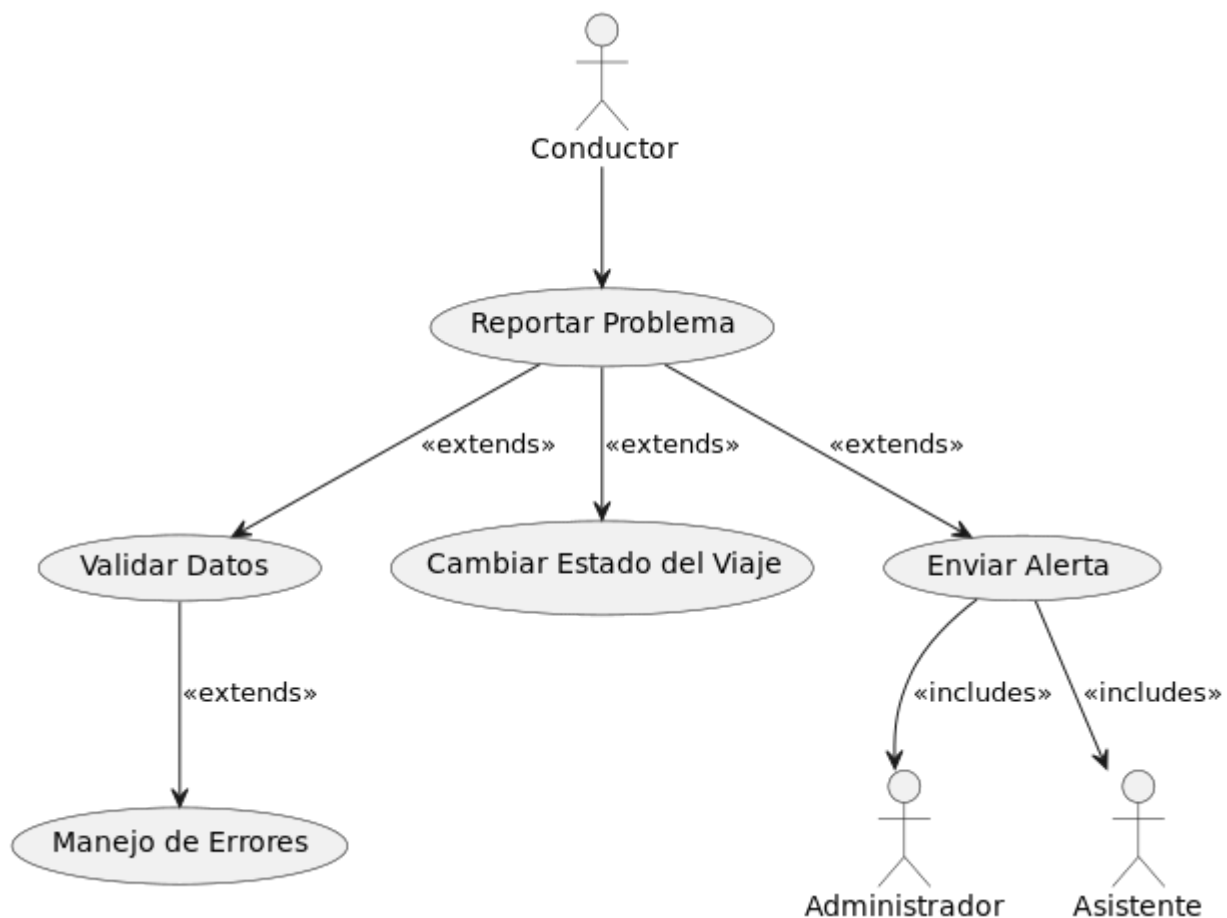 Conductor
Reportar Problema
«extends»
«extends»
«extends»
Validar Datos
Cambiar Estado del Viaje
Enviar Alerta
«extends»
«includes»
«includes»
Manejo de Errores
Administrador
Asistente